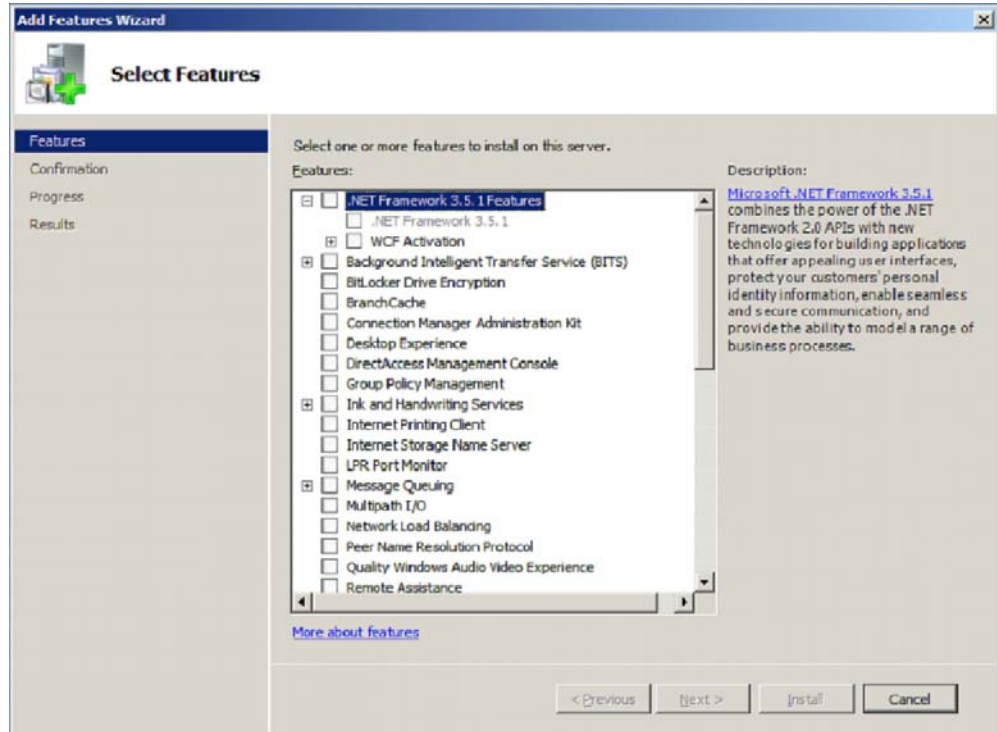 Add Features Wizard
Select Features
Features
Confirmation
Progress
Results
Select one or more features to install on this server.
Features:
.NET Framework 3.5.1 Features
.NET Framework 3.5.1
WCF Activation
Background Intelligent Transfer Service (BITS)
BitLocker Drive Encryption
BranchCache
Connection Manager Administration Kit
Desktop Experience
DirectAccess Management Console
Group Policy Management
Ink and Handwriting Services
Internet Printing Client
Internet Storage Name Server
LPR Port Monitor
Message Queuing
Multipath I/O
Network Load Balancing
Peer Name Resolution Protocol
Quality Windows Audio Video Experience
Remote Assistance
More about features
Description:
Microsoft .NET Framework 3.5.1
combines the power of the .NET
Framework 2.0 APIs with new
technologies for building applications
that offer appealing user interfaces,
protect your customers' personal
identity information, enable seamless
and secure communication, and
provide the ability to model a range of
business processes.
< Previous
Next >
Install
Cancel